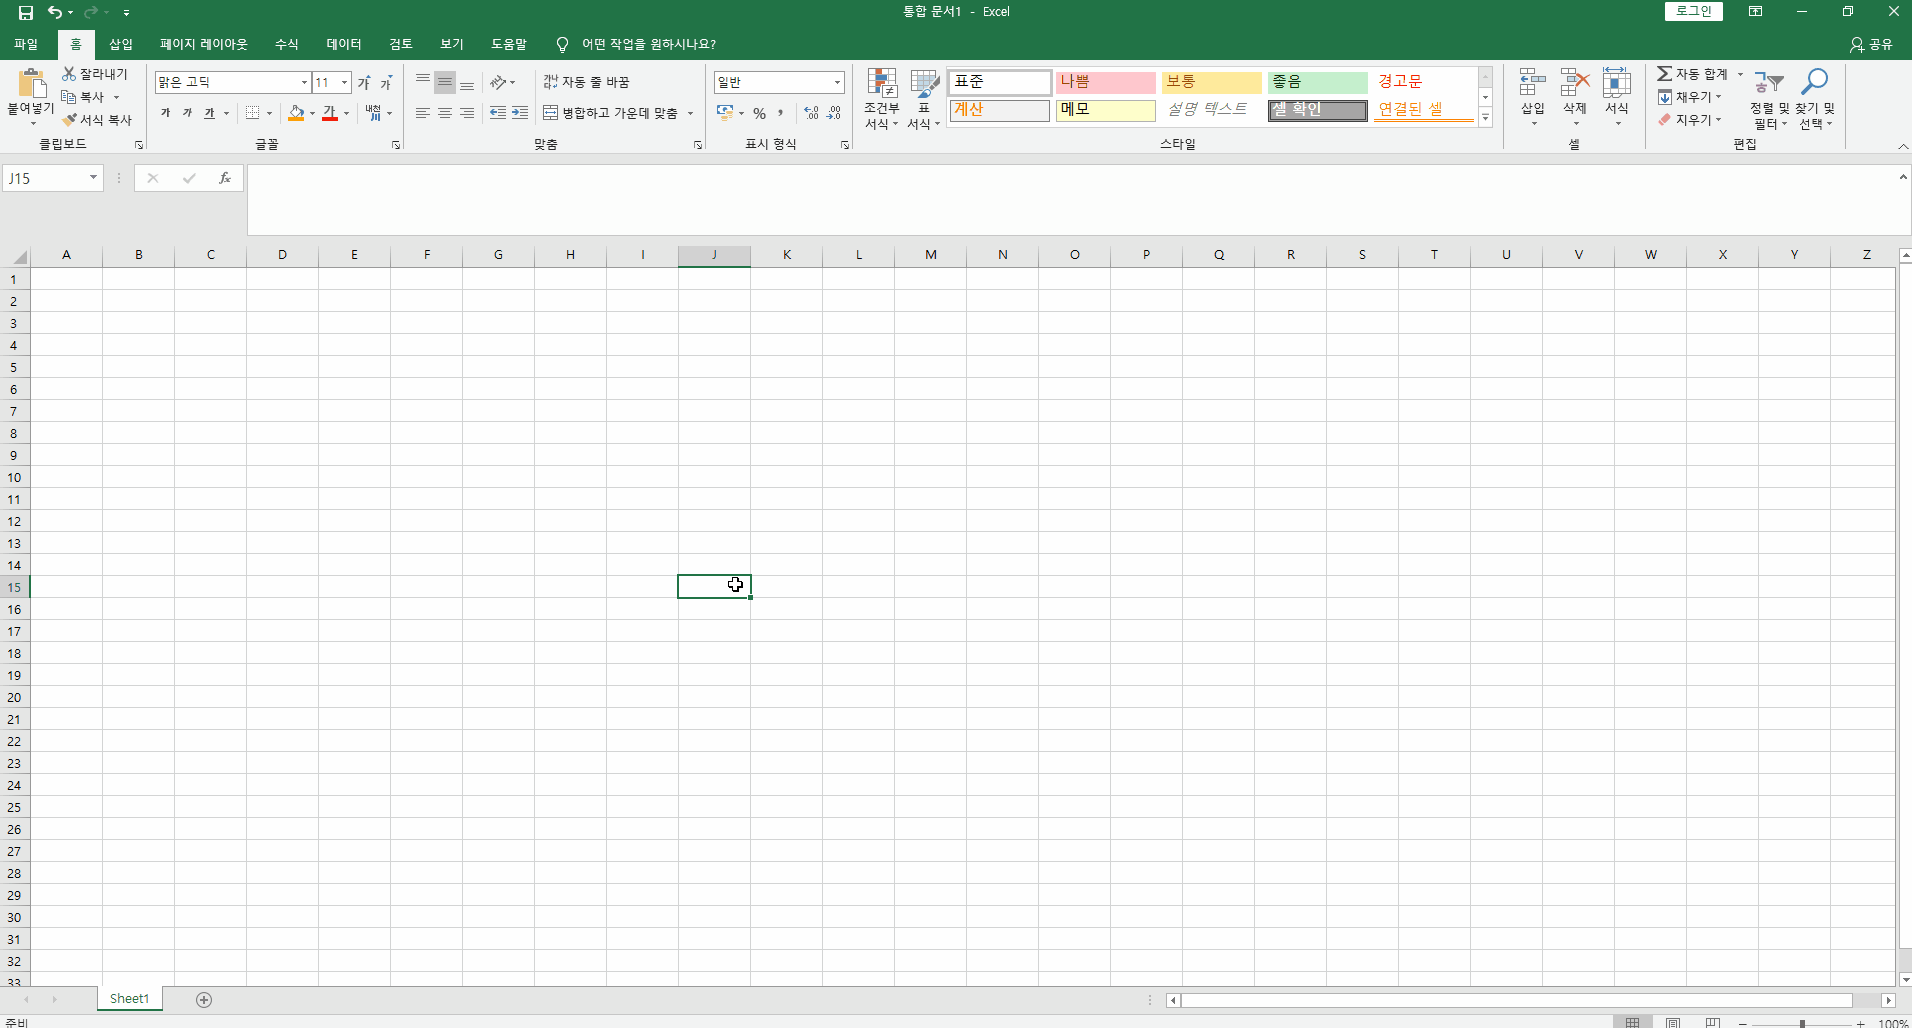 통합 문서1 - Excel
로그인
파일 홈 삽입 페이지 레이아웃 수식 데이터 검토 보기 도움말 어떤 작업을 원하시나요? 공유
붙여넣기
잘라내기
복사
서식 복사
클립보드
맑은 고딕 11 가 가
가 가 가 내천 川
글꼴
자동 줄 바꿈
병합하고 가운데 맞춤
맞춤
일반
% ,
표시 형식
조건부 서식
표 서식
표준 나쁨 보통 좋음 경고문
계산 메모 설명 텍스트 셀 확인 연결된 셀
스타일
삽입 삭제 서식
셀
자동 합계
채우기
지우기
정렬 및 필터
찾기 및 선택
편집
J15 fx
A B C D E F G H I J K L M N O P Q R S T U V W X Y Z
1
2
3
4
5
6
7
8
9
10
11
12
13
14
15
16
17
18
19
20
21
22
23
24
25
26
27
28
29
30
31
32
33
Sheet1
준비 100%